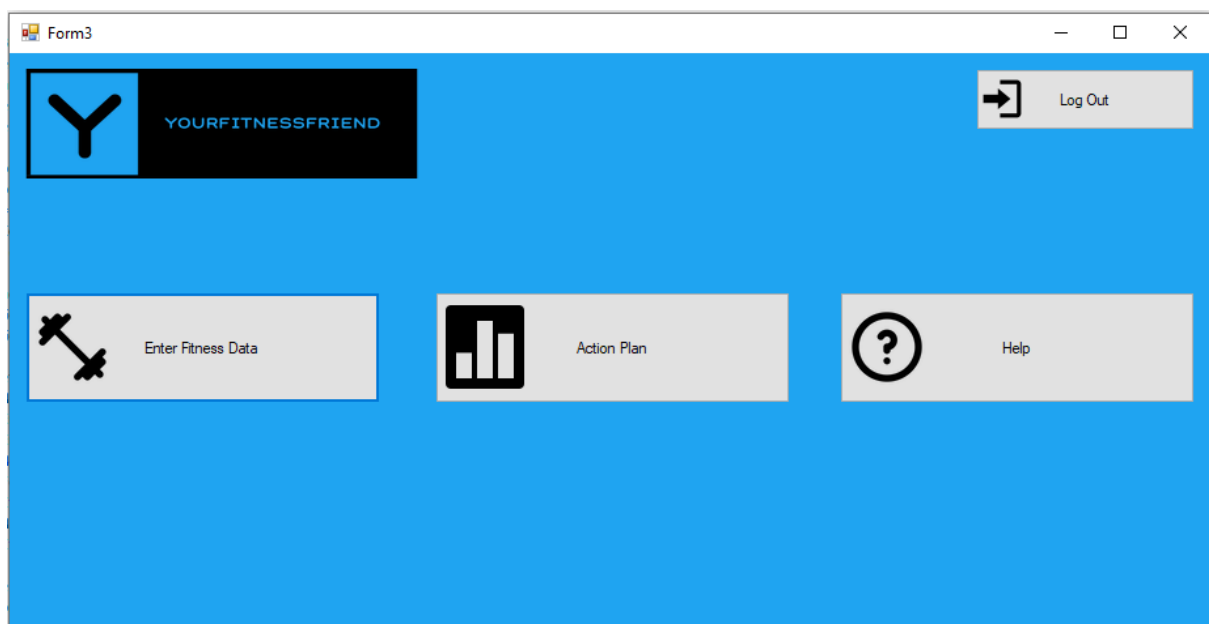 Form3
YOURFITNESSFRIEND
Log Out
Enter Fitness Data
Action Plan
Help